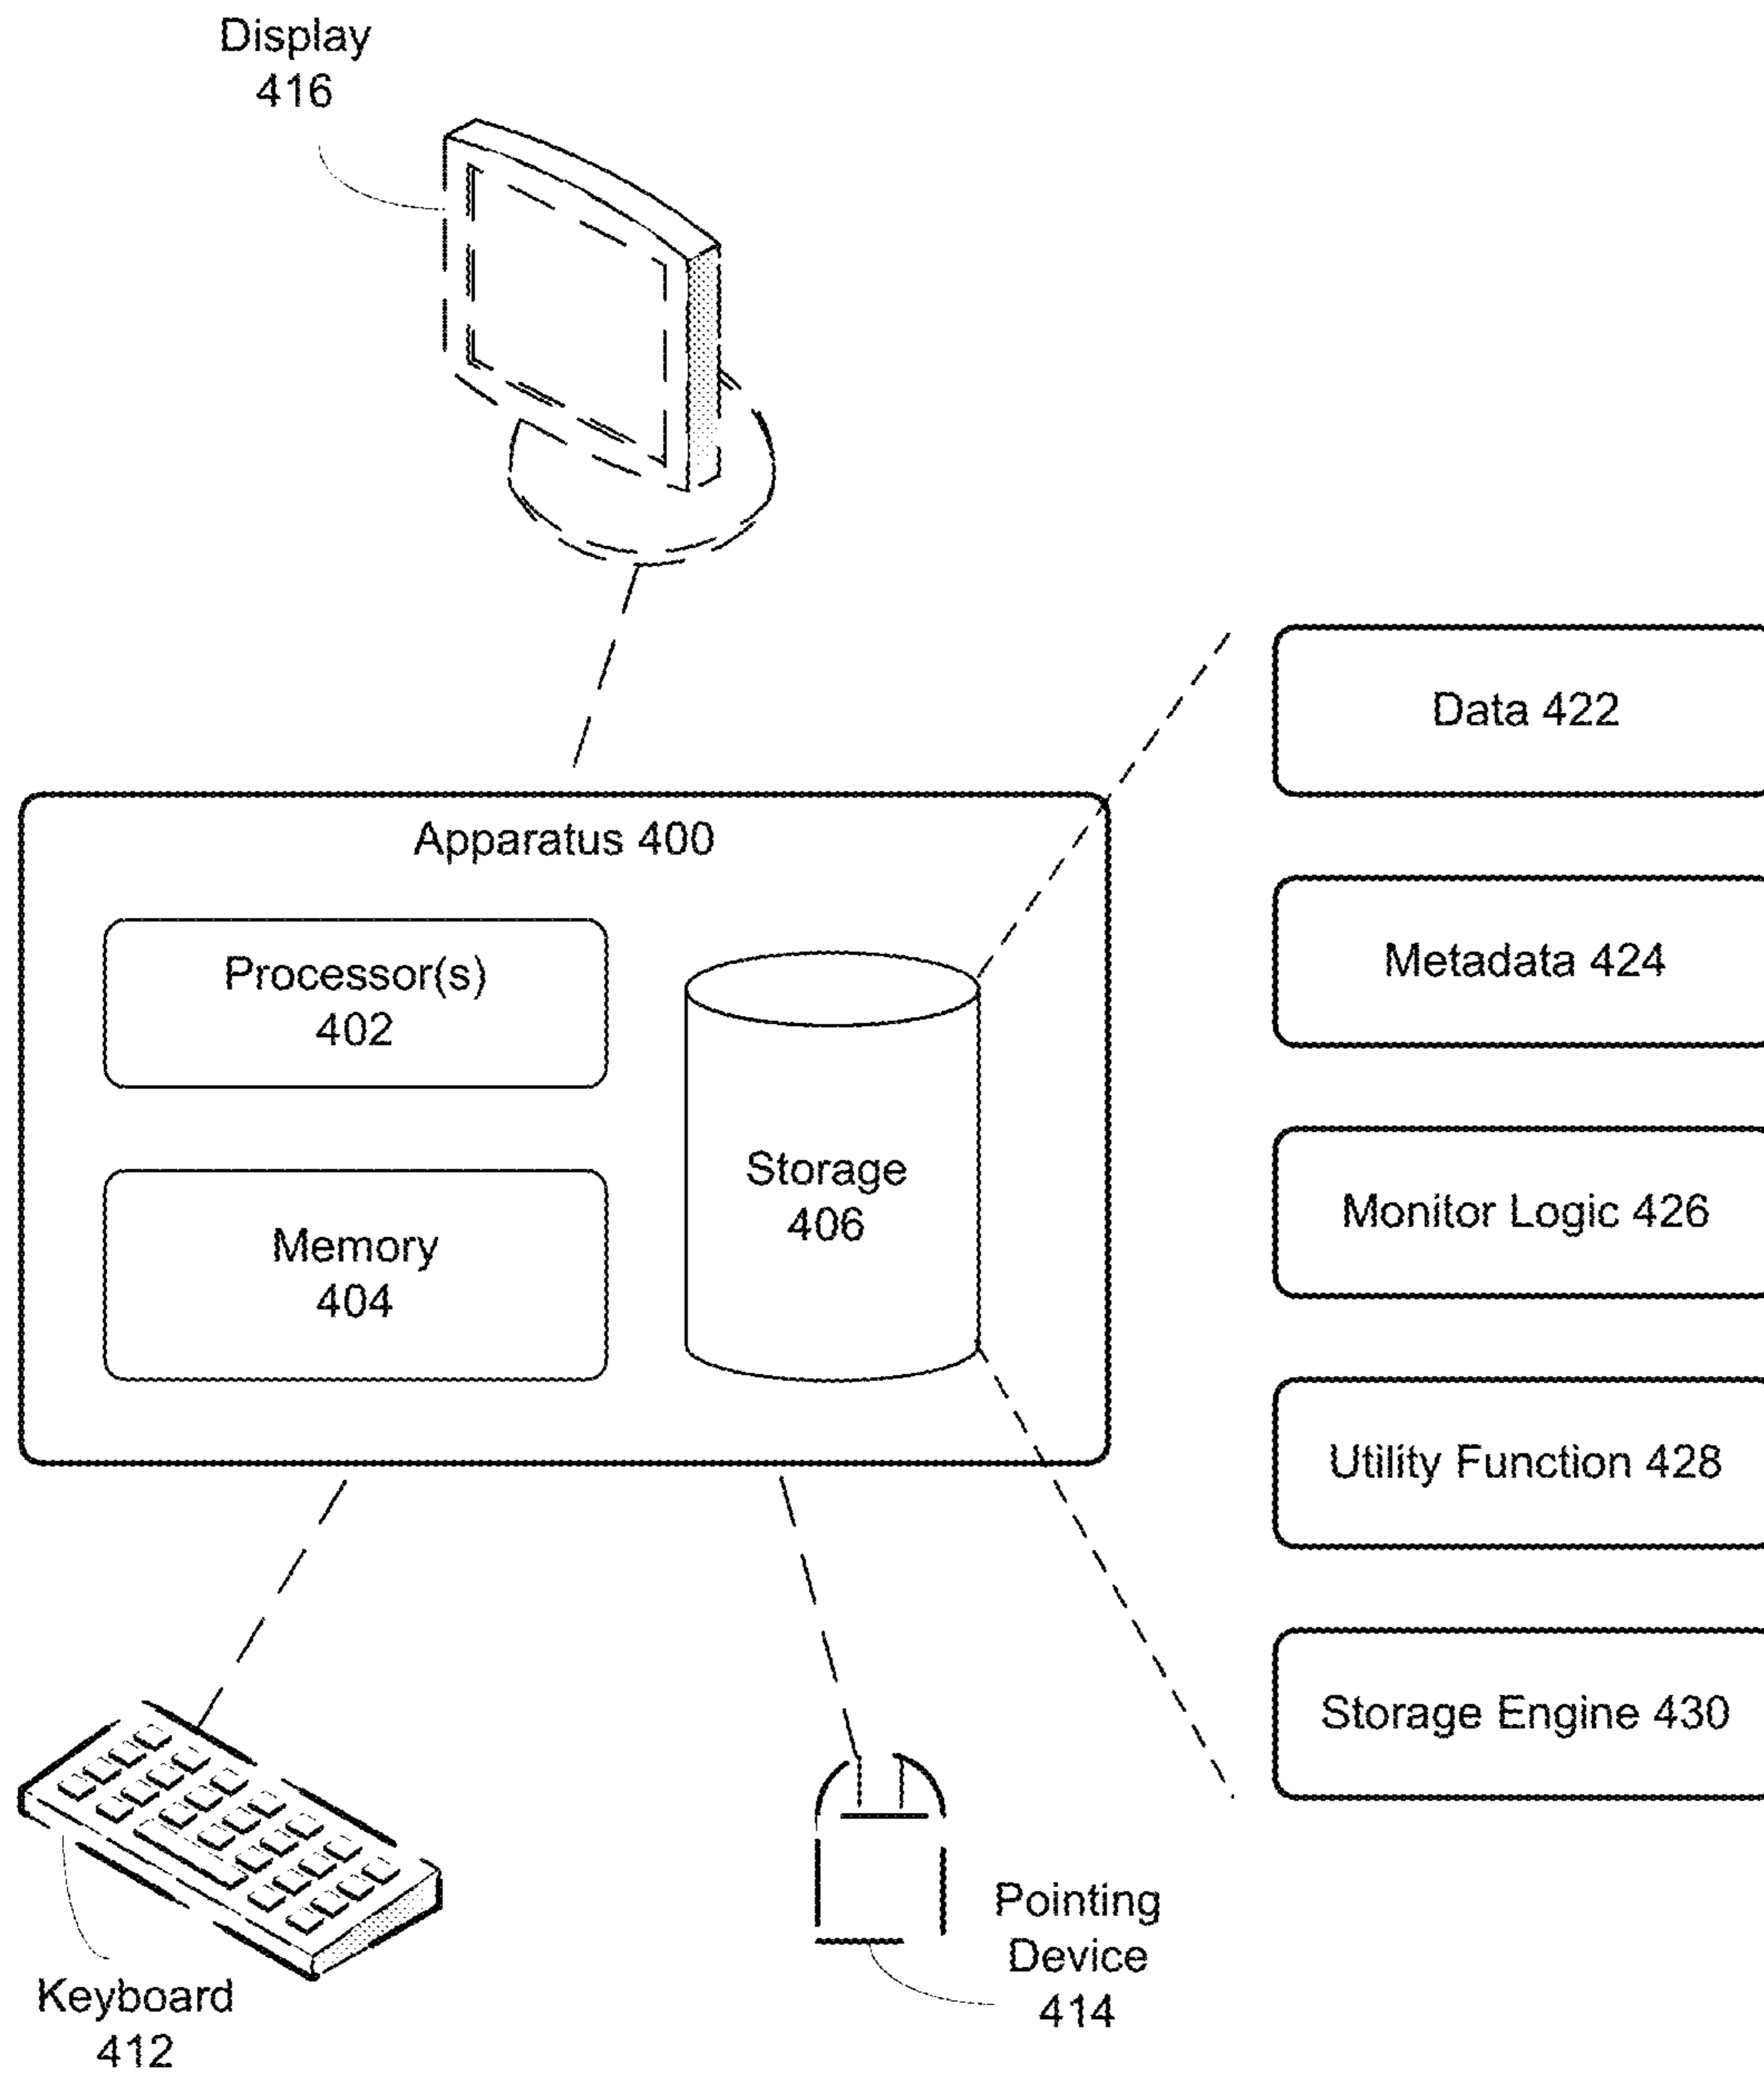 Display
416
Data 422
Apparatus 400
Processor(s)
402
Metadata 424
Storage
406
Monitor Logic 426
Memory
404
Utility Function 428
Storage Engine 430
Pointing
Device
414
Keyboard
412